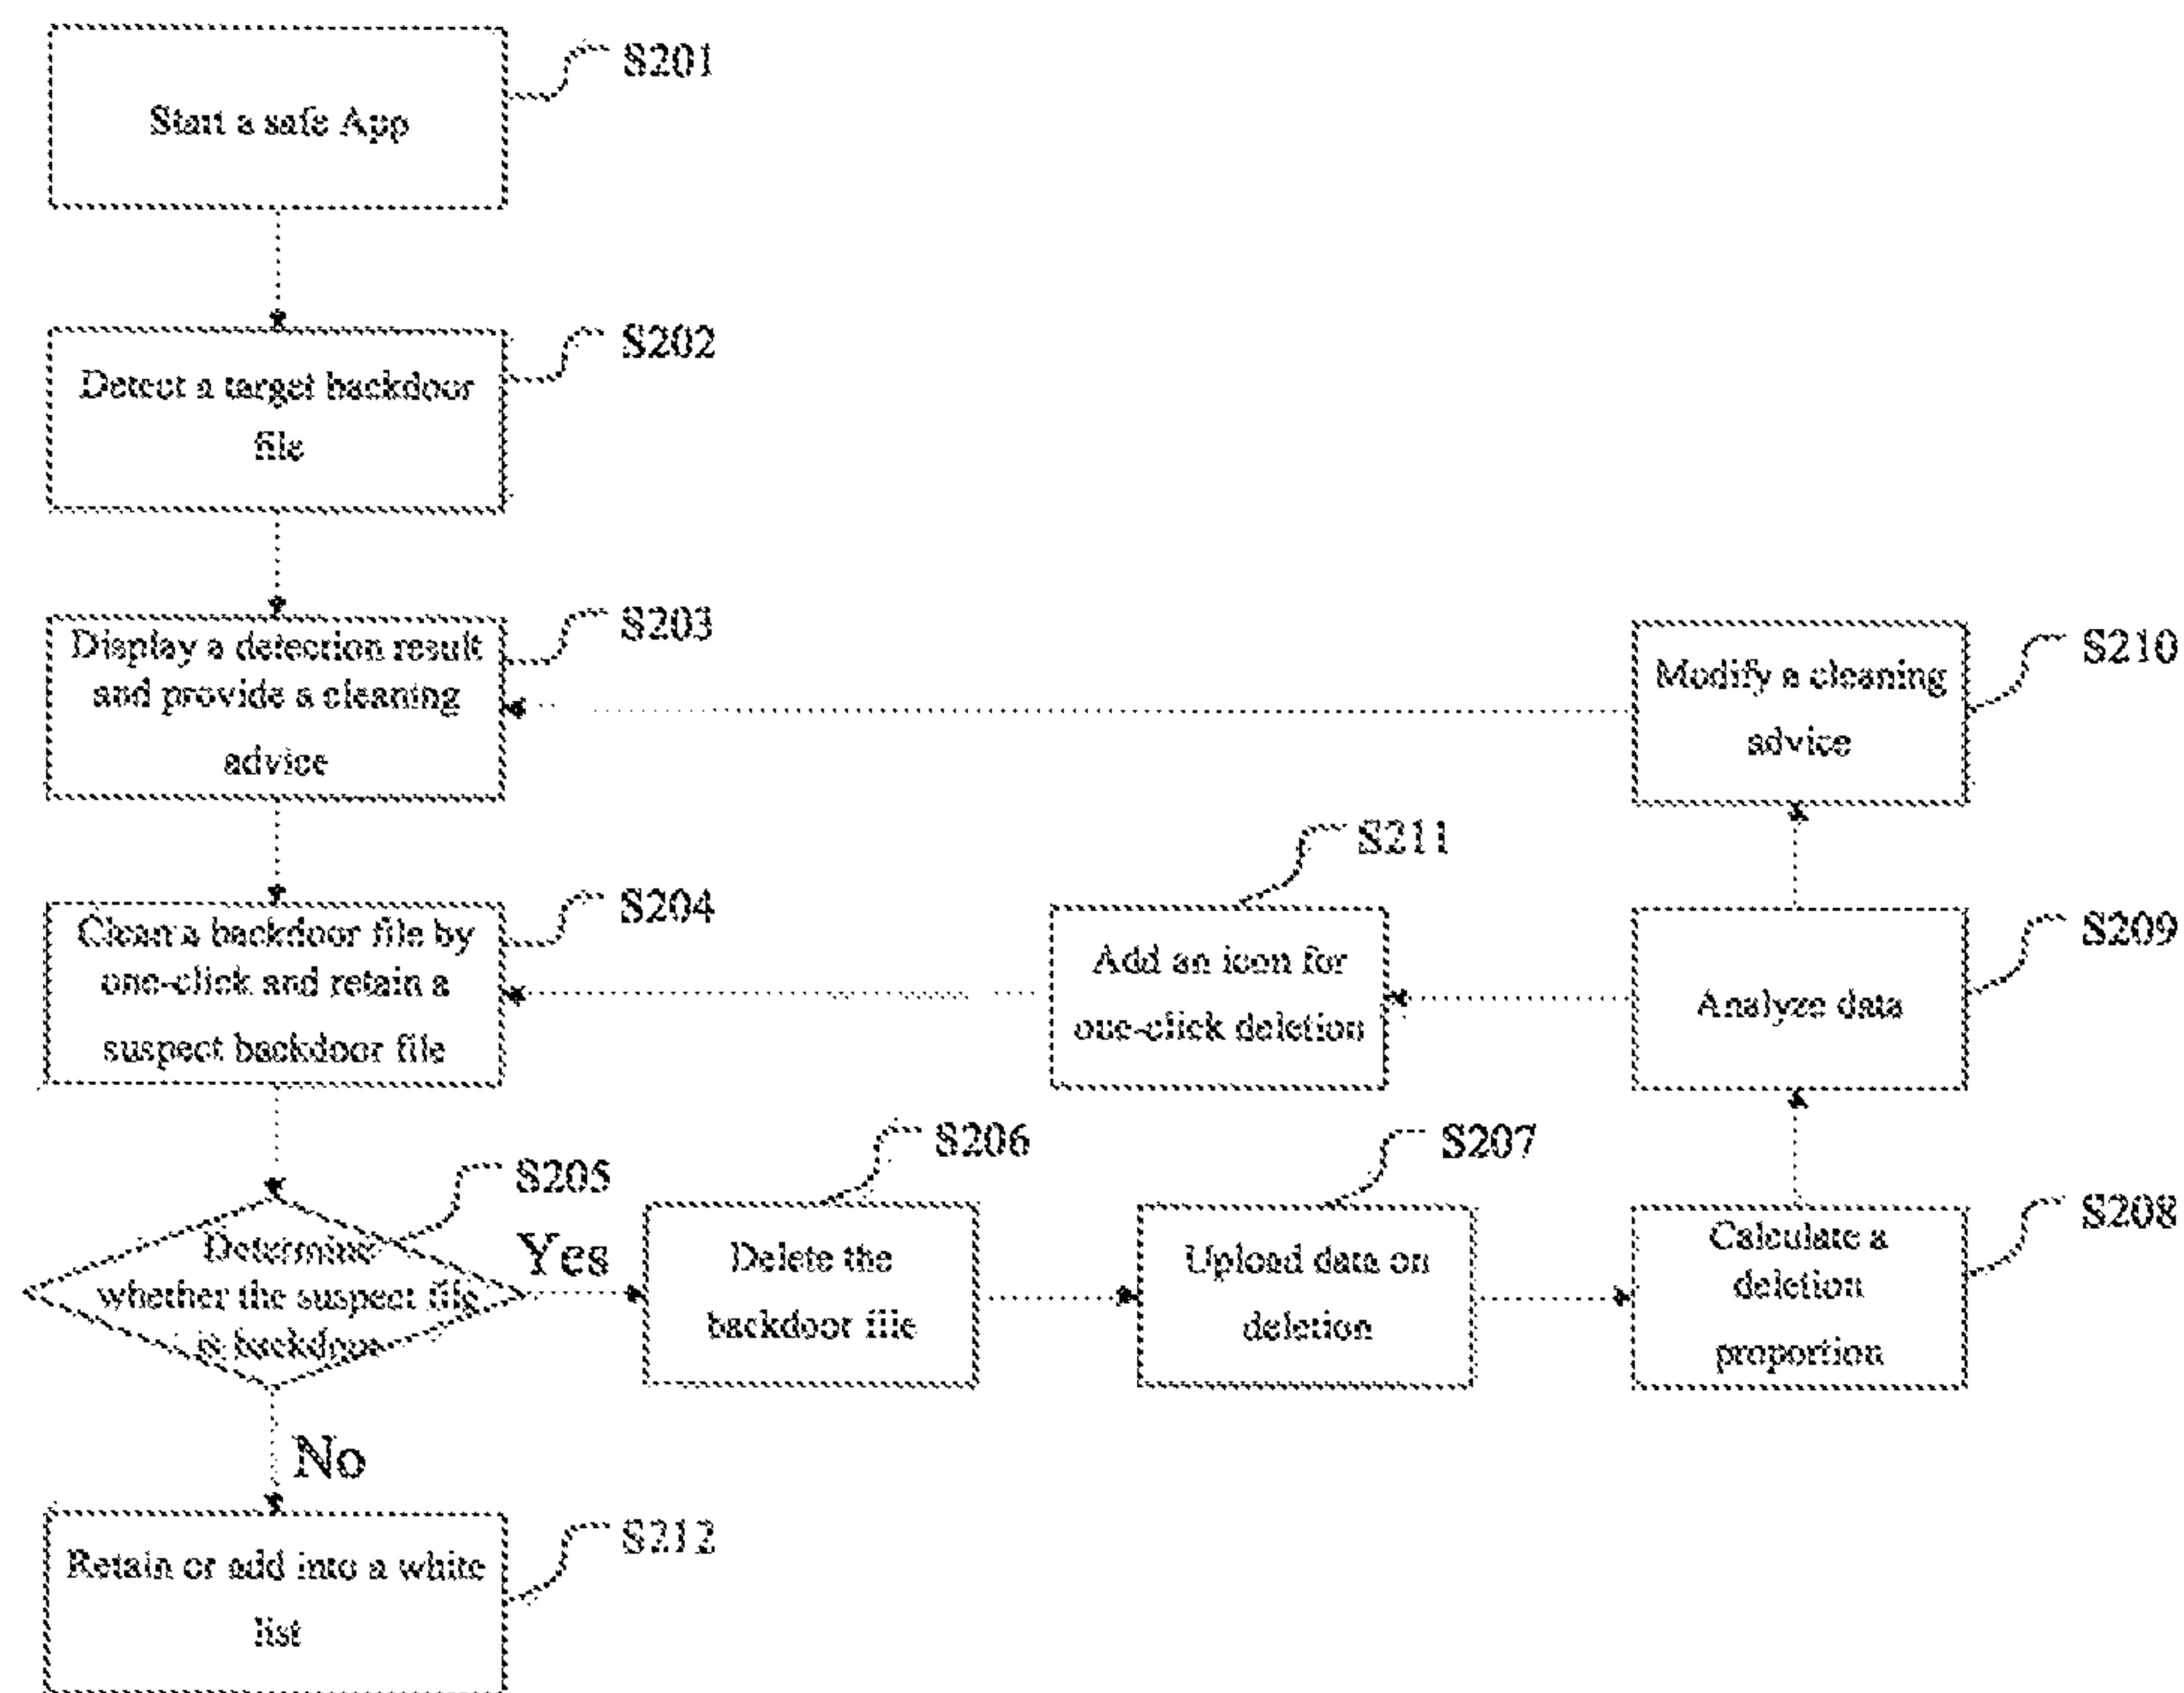 Start a safe App
S201
Detect a target backdoor
file
S202
Display a detection result
and provide a cleaning
advice
S203
Modify a cleaning
advice
S210
Clean a backdoor file by
one-click and retain a
suspect backdoor file
S204
Add an icon for
one-click deletion
S211
Analyze data
S209
Determine
whether the suspect file
is backdoor
S205
Yes
Delete the
backdoor file
S206
Upload data on
deletion
S207
Calculate a
deletion
proportion
S208
No
Retain or add into a white
list
S212